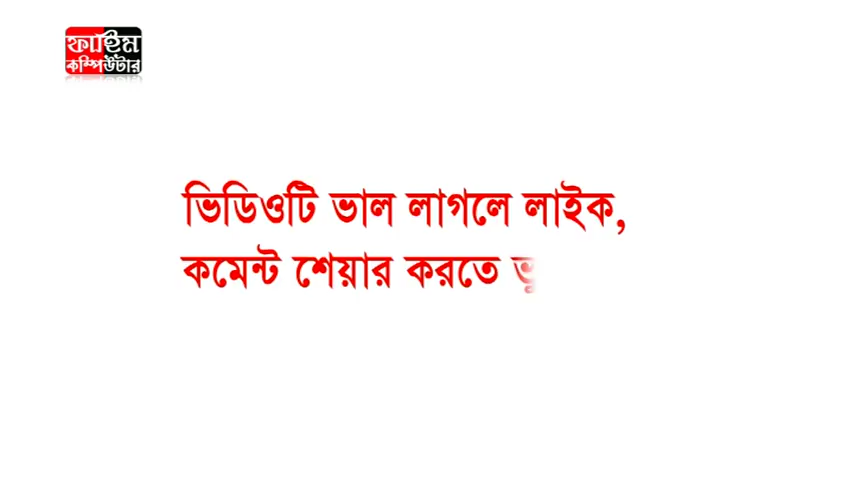 ফাহিম
কম্পিউটার
ভিডিওটি ভাল লাগলে লাইক,
কমেন্ট শেয়ার করতে